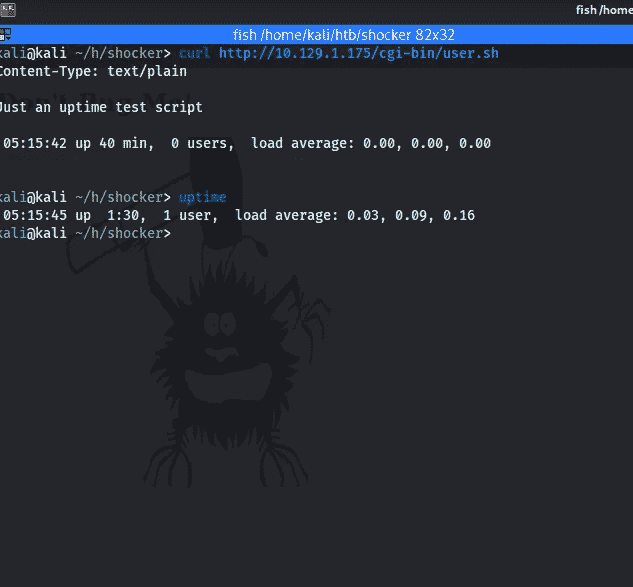 fish /home
fish /home/kali/htb/shocker 82x32
kali@kali ~/h/shocker> curl http://10.129.1.175/cgi-bin/user.sh
Content-Type: text/plain
Just an uptime test script
05:15:42 up 40 min,  0 users,  load average: 0.00, 0.00, 0.00
kali@kali ~/h/shocker> uptime
05:15:45 up  1:30,  1 user,  load average: 0.03, 0.09, 0.16
kali@kali ~/h/shocker>